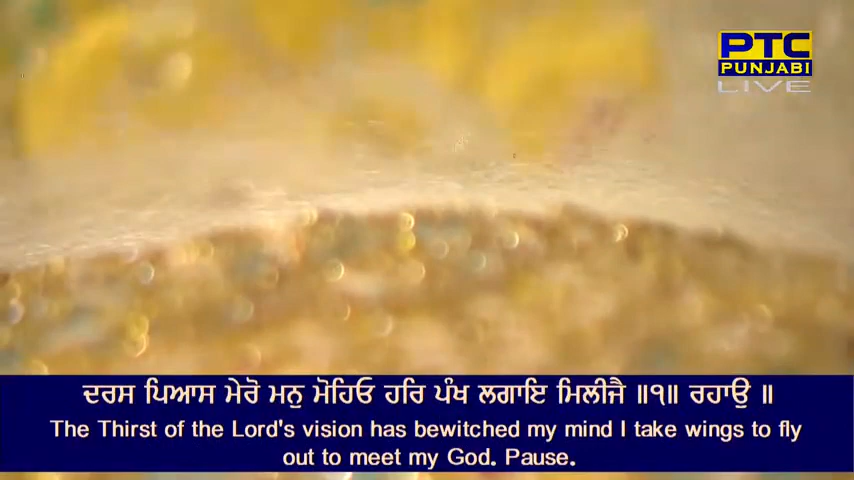 PTC
PUNJABI
LIVE
ਦਰਸ ਪਿਆਸ ਮੇਰੋ ਮਨੁ ਮੋਹਿਓ ਹਰਿ ਪੰਖ ਲਗਾਇ ਮਿਲੀਜੈ ॥੧॥ ਰਹਾਉ ॥
The Thirst of the Lord's vision has bewitched my mind I take wings to fly
out to meet my God. Pause.